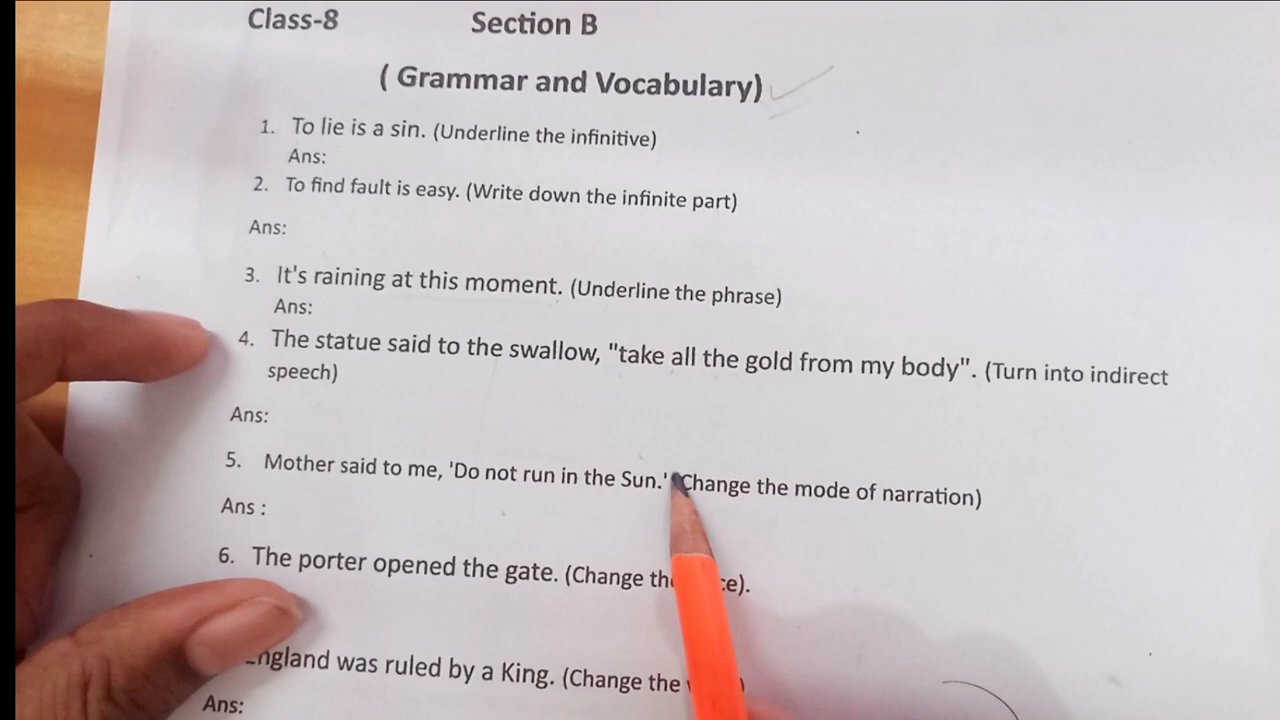 Class-8 Section B
( Grammar and Vocabulary)
1. To lie is a sin. (Underline the infinitive)
Ans:
2. To find fault is easy. (Write down the infinite part)
Ans:
3. It's raining at this moment. (Underline the phrase)
Ans:
4. The statue said to the swallow, "take all the gold from my body". (Turn into indirect
speech)
Ans:
5. Mother said to me, 'Do not run in the Sun.' (Change the mode of narration)
Ans :
6. The porter opened the gate. (Change the
England was ruled by a King. (Change the
Ans: